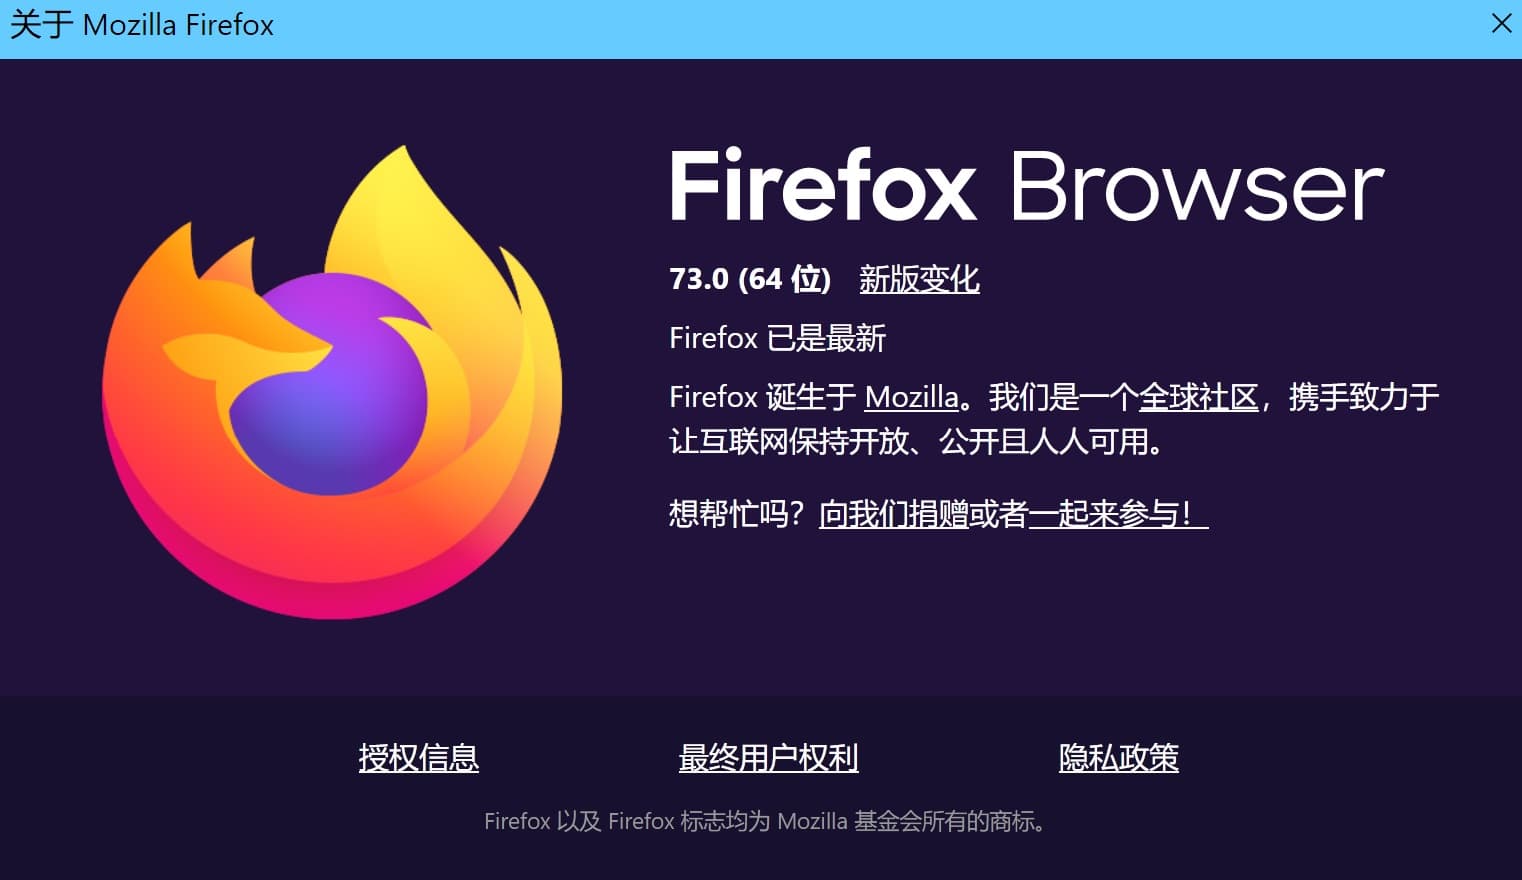 关于 Mozilla Firefox
Firefox Browser
73.0 (64 位) 新版变化
Firefox 已是最新
Firefox 诞生于 Mozilla。我们是一个全球社区，携手致力于
让互联网保持开放、公开且人人可用。
想帮忙吗？向我们捐赠或者一起来参与！
授权信息 最终用户权利 隐私政策
Firefox 以及 Firefox 标志均为 Mozilla 基金会所有的商标。